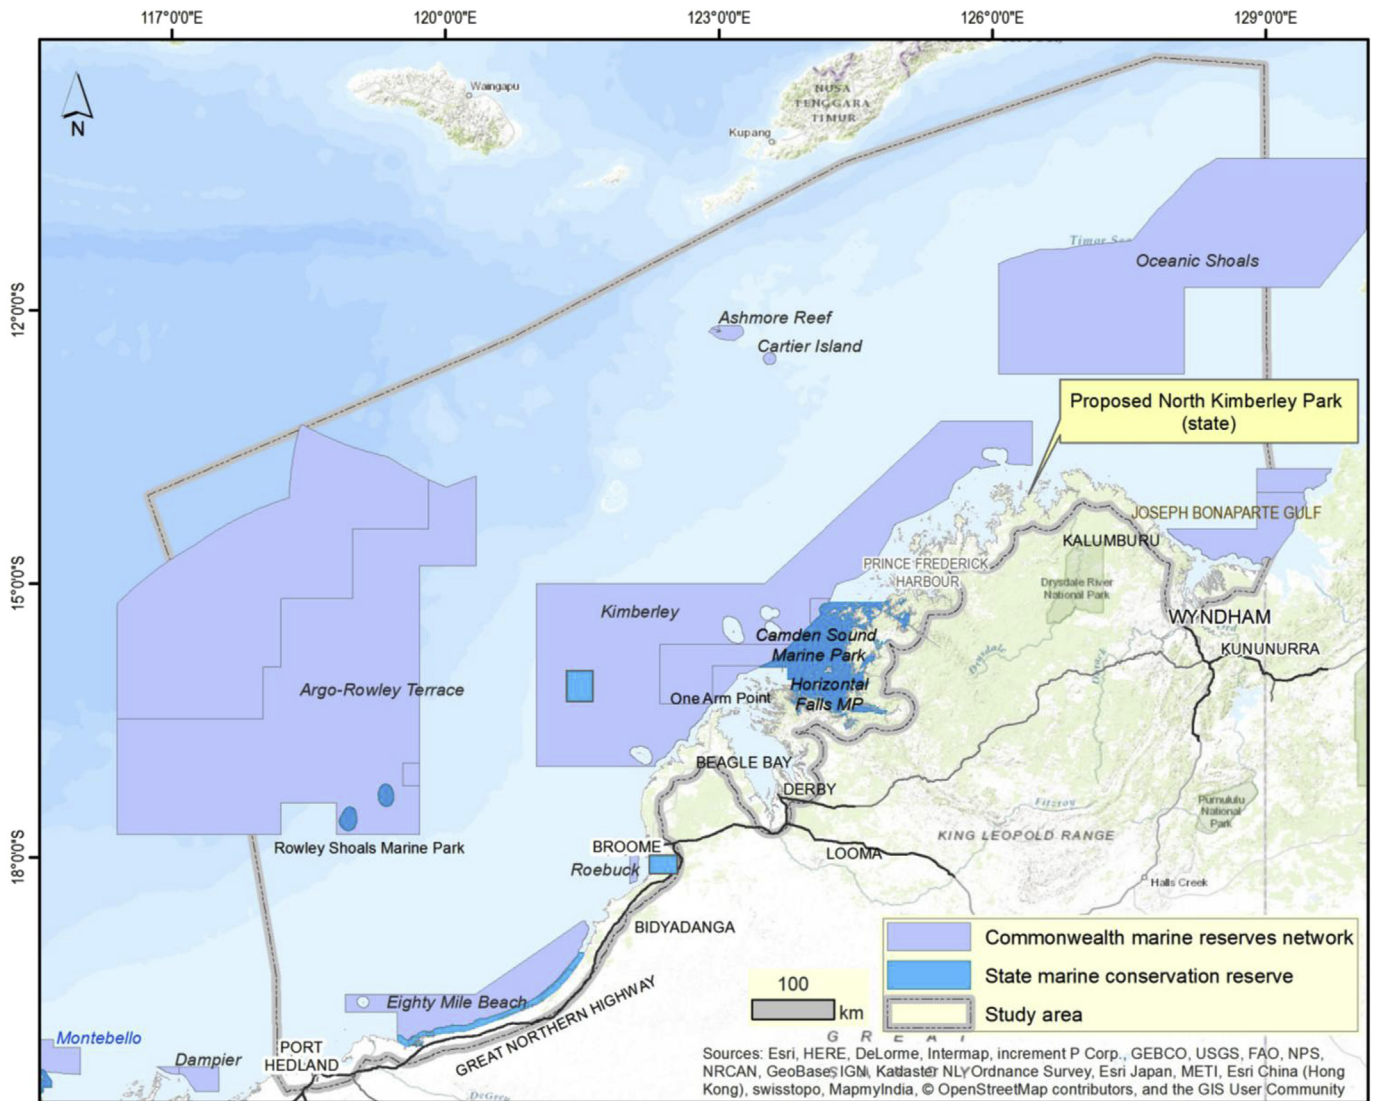 117°0'0"E
120°0'0"E
123°0'0"E
126°0'0"E
129°0'0"E
12°0'0"S
15°0'0"S
18°0'0"S
N
Waingapu
NUSA
TENGGARA
TIMUR
Kupang
Timor Sea
Oceanic Shoals
Ashmore Reef
Cartier Island
Proposed North Kimberley Park
(state)
JOSEPH BONAPARTE GULF
KALUMBURU
PRINCE FREDERICK
HARBOUR
Drysdale River
National Park
Kimberley
WYNDHAM
Camden Sound
Marine Park
KUNUNURRA
Drysdale
Horizontal
Falls MP
Argo-Rowley Terrace
One Arm Point
BEAGLE BAY
DERBY
Fitzroy
Purnululu
National
Park
KING LEOPOLD RANGE
Rowley Shoals Marine Park
BROOME
LOOMA
Roebuck
Halls Creek
BIDYADANGA
Eighty Mile Beach
GREAT NORTHERN HIGHWAY
Montebello
Dampier
PORT
HEDLAND
DeGrey
Commonwealth marine reserves network
State marine conservation reserve
Study area
100
km
G R E A T
Sources: Esri, HERE, DeLorme, Intermap, increment P Corp., GEBCO, USGS, FAO, NPS,
NRCAN, GeoBase, IGN, Kadaster NL, Ordnance Survey, Esri Japan, METI, Esri China (Hong
Kong), swisstopo, MapmyIndia, © OpenStreetMap contributors, and the GIS User Community